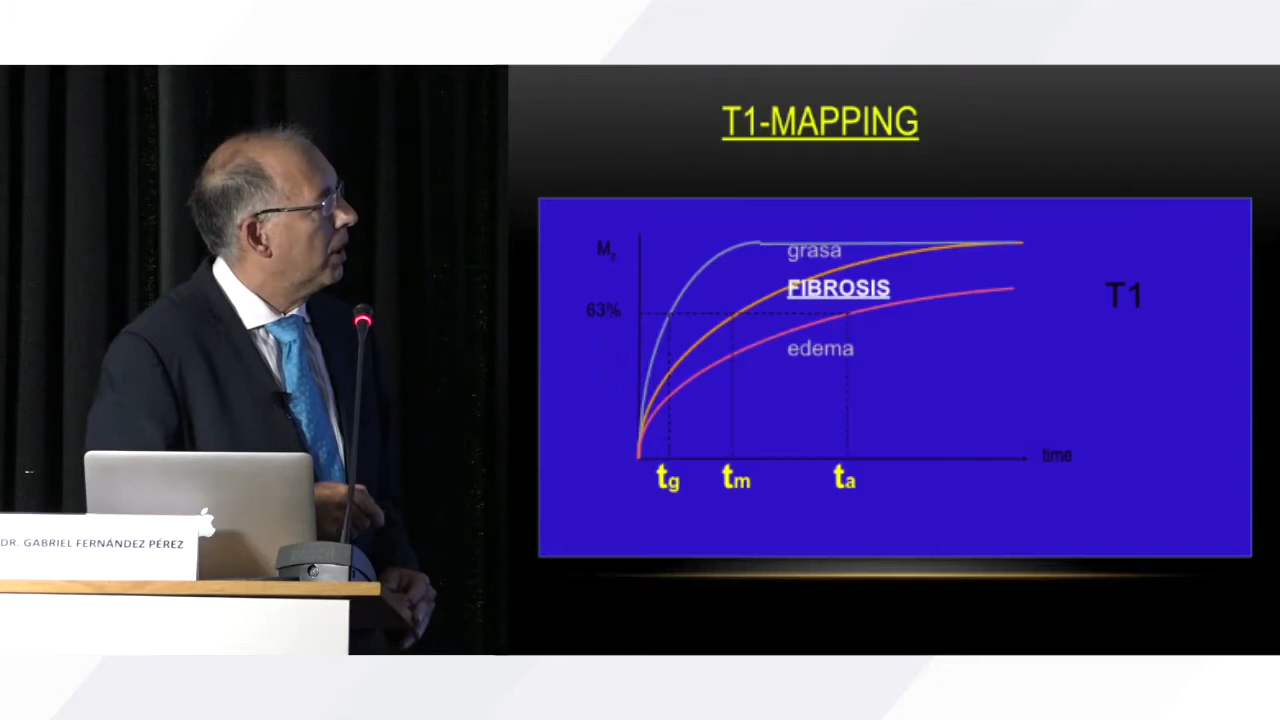 T1-MAPPING
Mz
grasa
FIBROSIS
63%
T1
edema
time
tg
tm
ta
DR. GABRIEL FERNÁNDEZ PÉREZ